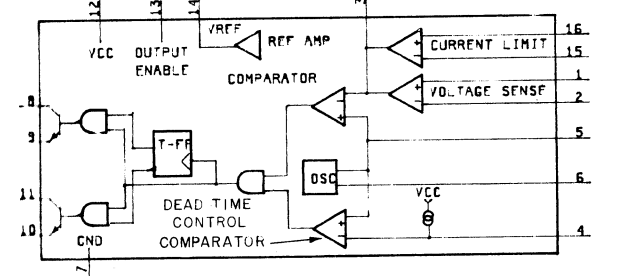 12
13
14
3
VREF
REF AMP
16
VCC
OUTPUT
ENABLE
CURRENT LIMIT
15
COMPARATOR
1
8
VOLTAGE SENSE
2
9
T-FF
5
OSC
6
11
DEAD TIME
CONTROL
COMPARATOR
VCC
10
GND
4
7